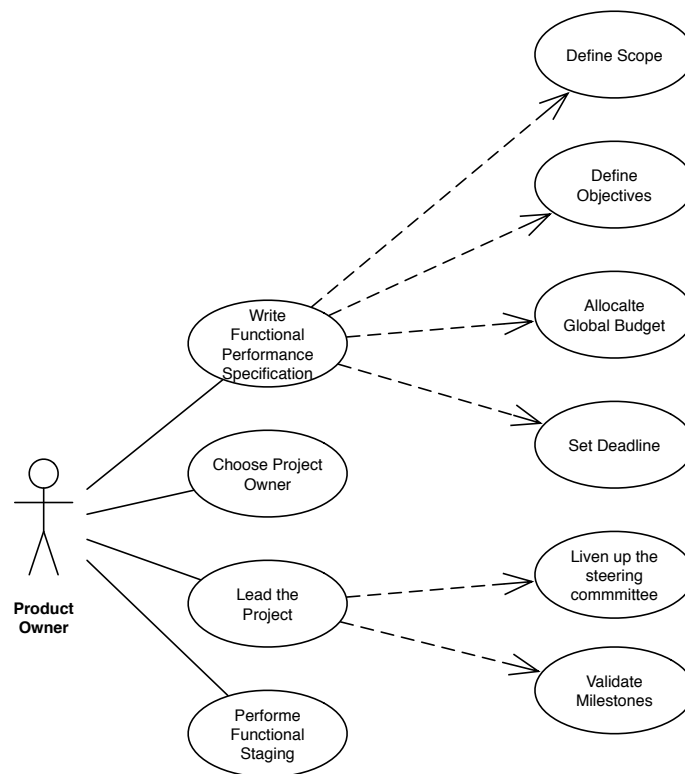 Define Scope
Define
Objectives
Write
Functional
Performance
Specification
Allocalte
Global Budget
Choose Project
Owner
Set Deadline
Product
Owner
Lead the
Project
Liven up the
steering
commmittee
Validate
Milestones
Performe
Functional
Staging